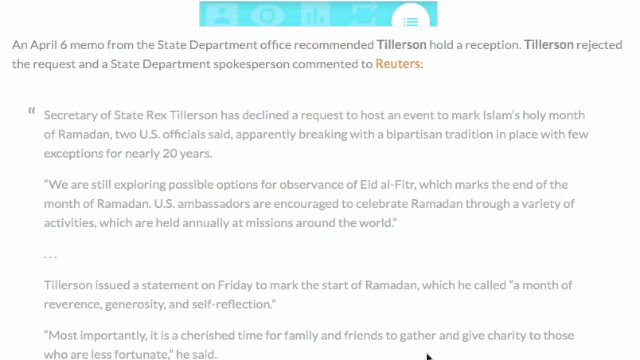 An April 6 memo from the State Department office recommended Tillerson hold a reception. Tillerson rejected
the request and a State Department spokesperson commented to Reuters:
“ Secretary of State Rex Tillerson has declined a request to host an event to mark Islam's holy month
of Ramadan, two U.S. officials said, apparently breaking with a bipartisan tradition in place with few
exceptions for nearly 20 years.
“We are still exploring possible options for observance of Eid al-Fitr, which marks the end of the
month of Ramadan. U.S. ambassadors are encouraged to celebrate Ramadan through a variety of
activities, which are held annually at missions around the world.”
...
Tillerson issued a statement on Friday to mark the start of Ramadan, which he called “a month of
reverence, generosity, and self-reflection.”
“Most importantly, it is a cherished time for family and friends to gather and give charity to those
who are less fortunate,” he said.